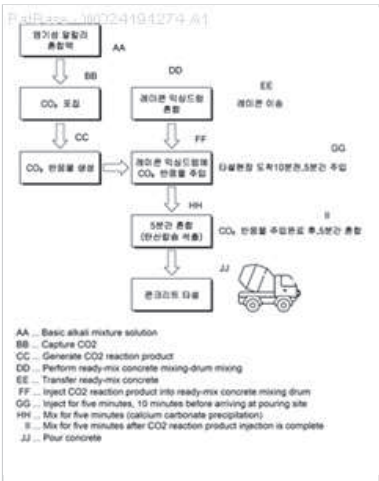 PatBase - WO24194274 A1
염기성 알칼리
혼합액
AA
BB
DD
CO₂ 포집
레미콘 믹싱드럼
혼합
EE
레미콘 이송
CC
FF
GG
CO₂ 반응물 생성
레미콘 믹싱드럼에
CO₂ 반응물 주입
타설현장 도착10분전,5분간 주입
HH
II
5분간 혼합
(탄산칼슘 석출)
CO₂ 반응물 주입완료 후,5분간 혼합
JJ
콘크리트 타설
AA ... Basic alkali mixture solution
BB ... Capture CO2
CC ... Generate CO2 reaction product
DD ... Perform ready-mix concrete mixing-drum mixing
EE ... Transfer ready-mix concrete
FF ... Inject CO2 reaction product into ready-mix concrete mixing drum
GG ... Inject for five minutes, 10 minutes before arriving at pouring site
HH ... Mix for five minutes (calcium carbonate precipitation)
II ... Mix for five minutes after CO2 reaction product injection is complete
JJ ... Pour concrete